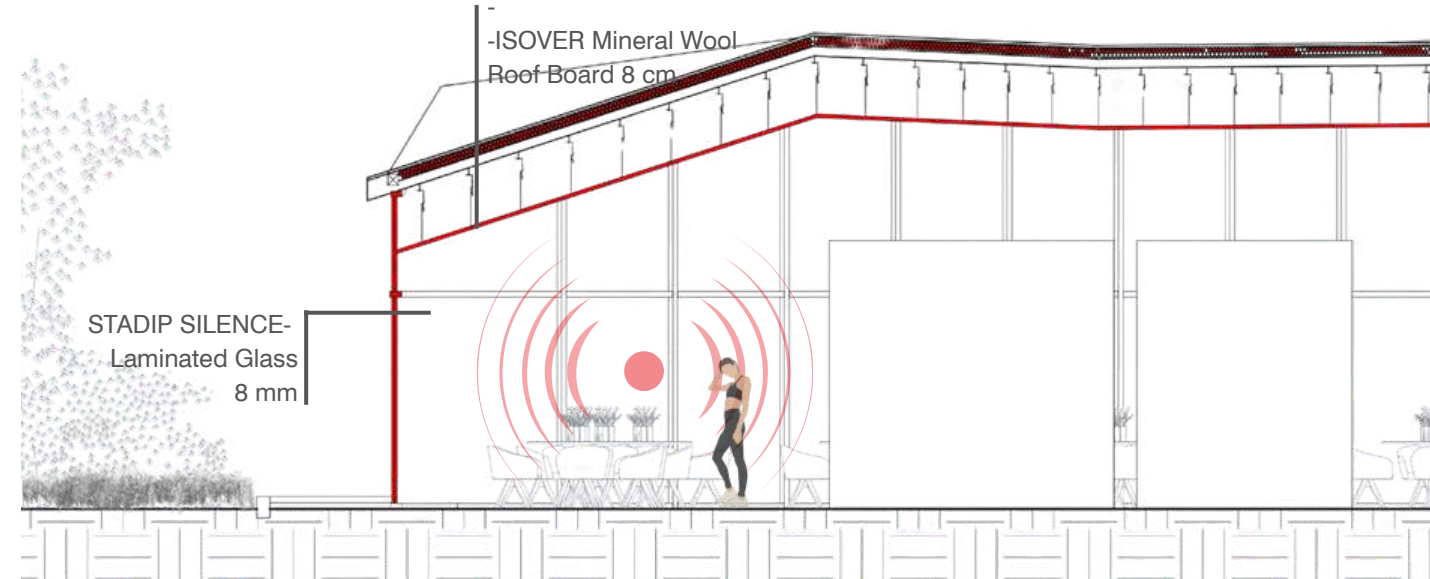 -
-ISOVER Mineral Wool
Roof Board 8 cm
STADIP SILENCE-
Laminated Glass
8 mm